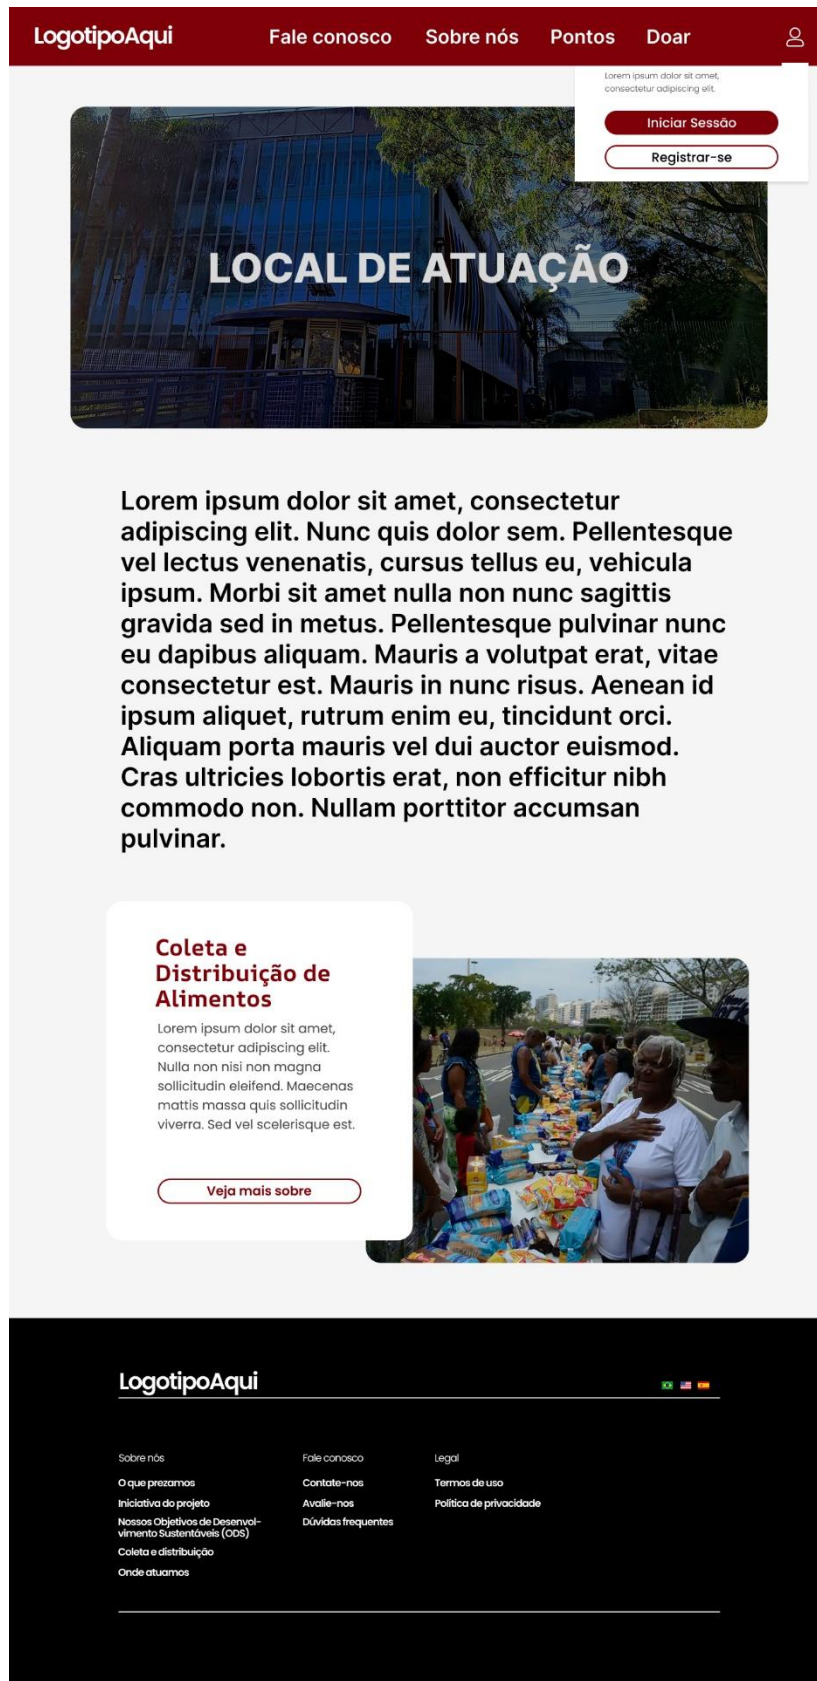 LogotipoAqui
Fale conosco
Sobre nós
Pontos
Doar
Lorem ipsum dolor sit amet,
consectetur adipiscing elit.
Iniciar Sessão
Registrar-se
LOCAL DE ATUAÇÃO
Lorem ipsum dolor sit amet, consectetur
adipiscing elit. Nunc quis dolor sem. Pellentesque
vel lectus venenatis, cursus tellus eu, vehicula
ipsum. Morbi sit amet nulla non nunc sagittis
gravida sed in metus. Pellentesque pulvinar nunc
eu dapibus aliquam. Mauris a volutpat erat, vitae
consectetur est. Mauris in nunc risus. Aenean id
ipsum aliquet, rutrum enim eu, tincidunt orci.
Aliquam porta mauris vel dui auctor euismod.
Cras ultricies lobortis erat, non efficitur nibh
commodo non. Nullam porttitor accumsan
pulvinar.
Coleta e
Distribuição de
Alimentos
Lorem ipsum dolor sit amet,
consectetur adipiscing elit.
Nulla non nisi non magna
sollicitudin eleifend. Maecenas
mattis massa quis sollicitudin
viverra. Sed vel scelerisque est.
Veja mais sobre
LogotipoAqui
Sobre nós
O que prezamos
Iniciativa do projeto
Nossos Objetivos de Desenvol-
vimento Sustentáveis (ODS)
Coleta e distribuição
Onde atuamos
Fale conosco
Contate-nos
Avalie-nos
Dúvidas frequentes
Legal
Termos de uso
Política de privacidade